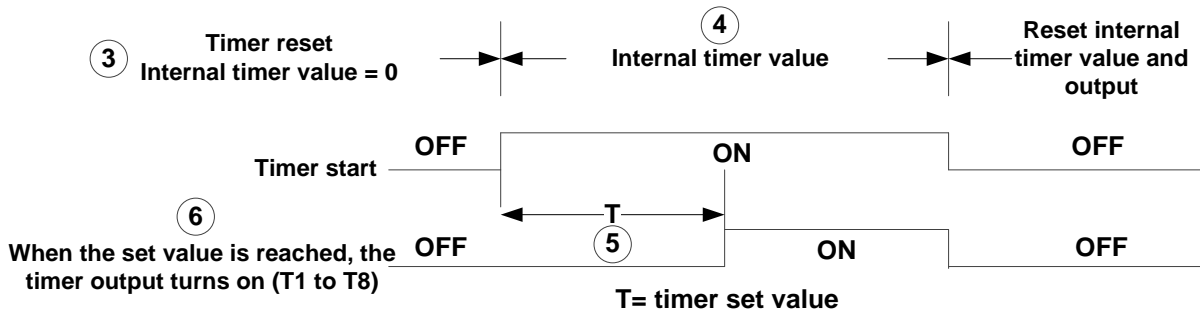 ③ Timer reset
Internal timer value = 0
④
Internal timer value
Reset internal
timer value and
output
Timer start
OFF
ON
OFF
⑥
When the set value is reached, the
timer output turns on (T1 to T8)
OFF
T
⑤
ON
OFF
T= timer set value